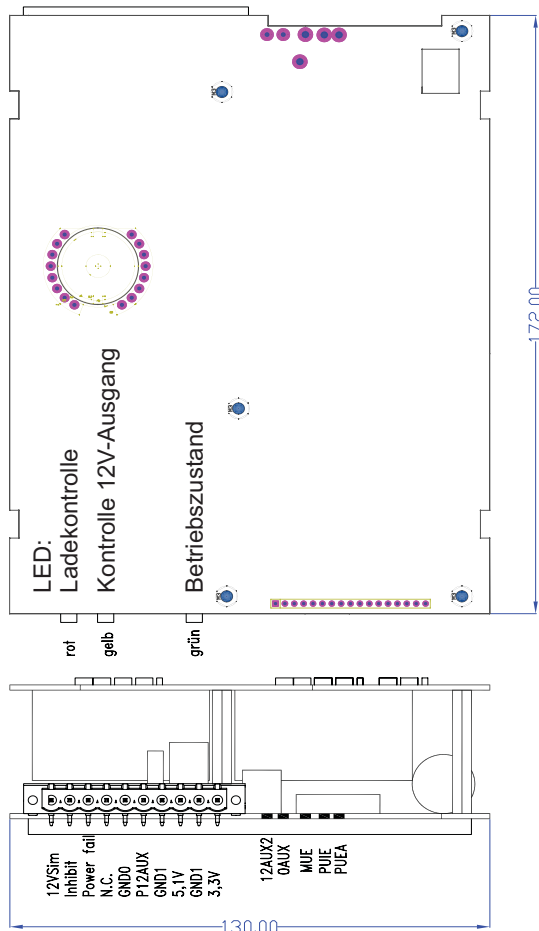 172.00
LED:
Ladekontrolle
Kontrolle 12V-Ausgang
Betriebszustand
rot
gelb
grün
12VSim
Inhibit
Power fail
N.C.
GND0
P12AUX
GND1
5,1V
GND1
3,3V
12AUX2
0AUX
MUE
PUIE
PUEA
130.00